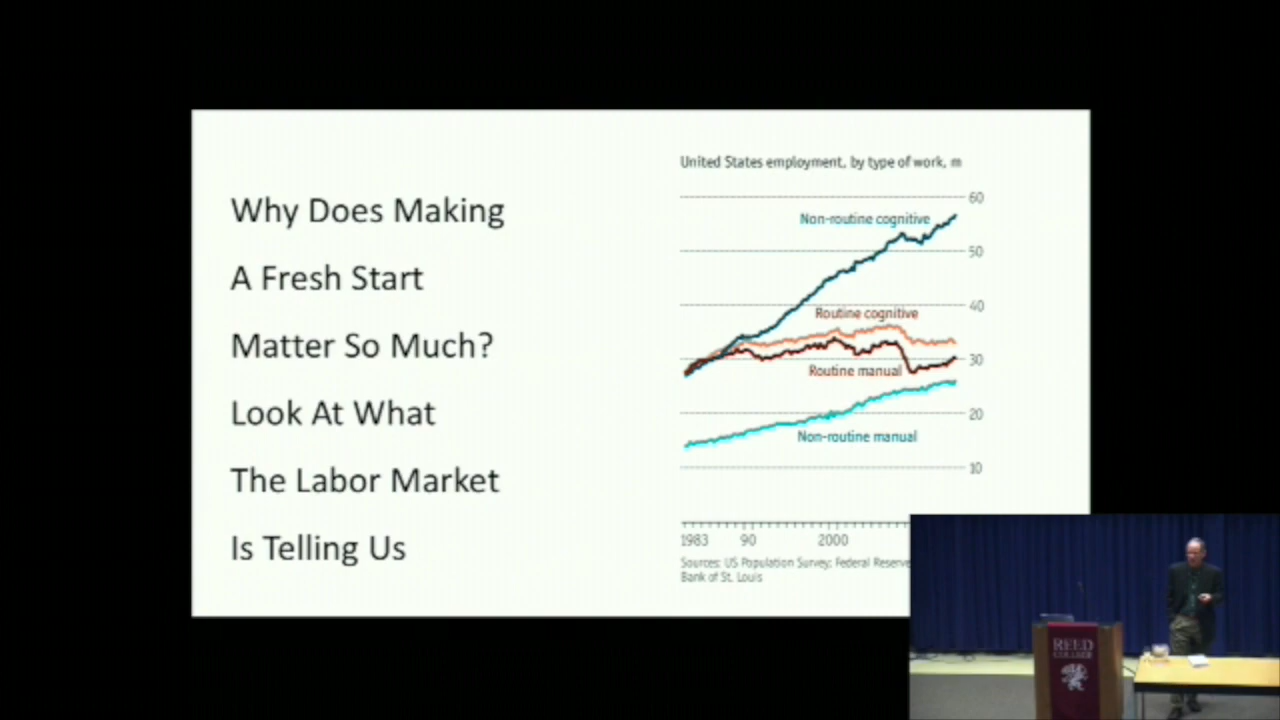 Why Does Making
A Fresh Start
Matter So Much?
Look At What
The Labor Market
Is Telling Us
United States employment, by type of work, m
60
Non-routine cognitive
50
40
Routine cognitive
30
Routine manual
20
Non-routine manual
10
1983 90 2000
Sources: US Population Survey; Federal Reserve
Bank of St. Louis
REED
COLLEGE